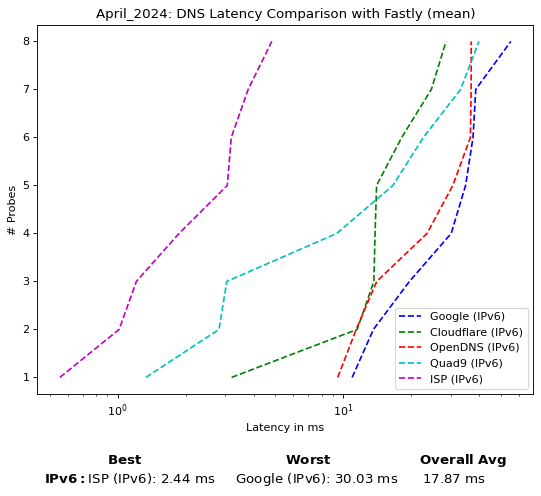 April_2024: DNS Latency Comparison with Fastly (mean)
8
7
6
5
4
3
2
1
# Probes
Google (IPv6)
Cloudflare (IPv6)
OpenDNS (IPv6)
Quad9 (IPv6)
ISP (IPv6)
10⁰ 10¹
Latency in ms
Best Worst Overall Avg
IPv6: ISP (IPv6): 2.44 ms Google (IPv6): 30.03 ms 17.87 ms